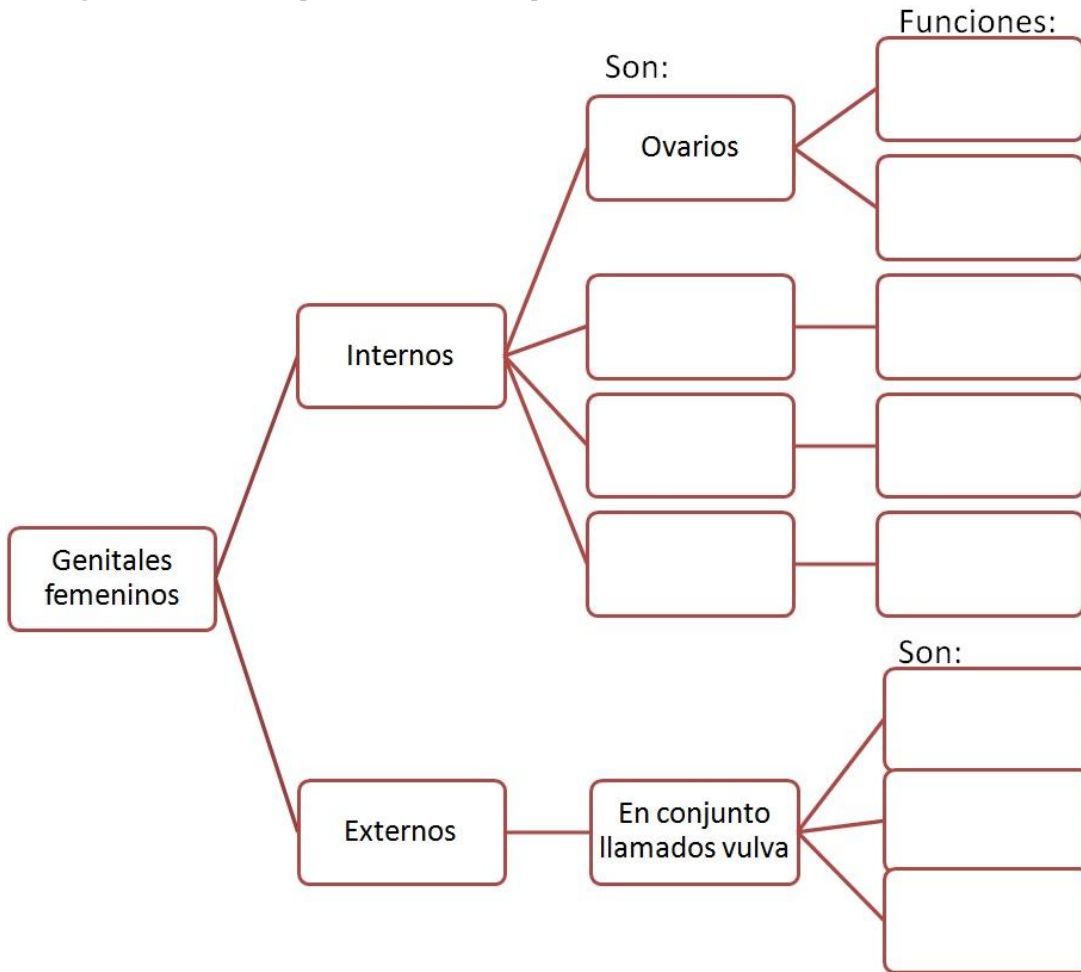 Funciones:
Son:
Ovarios
Internos
Genitales
femeninos
Son:
En conjunto
llamados vulva
Externos